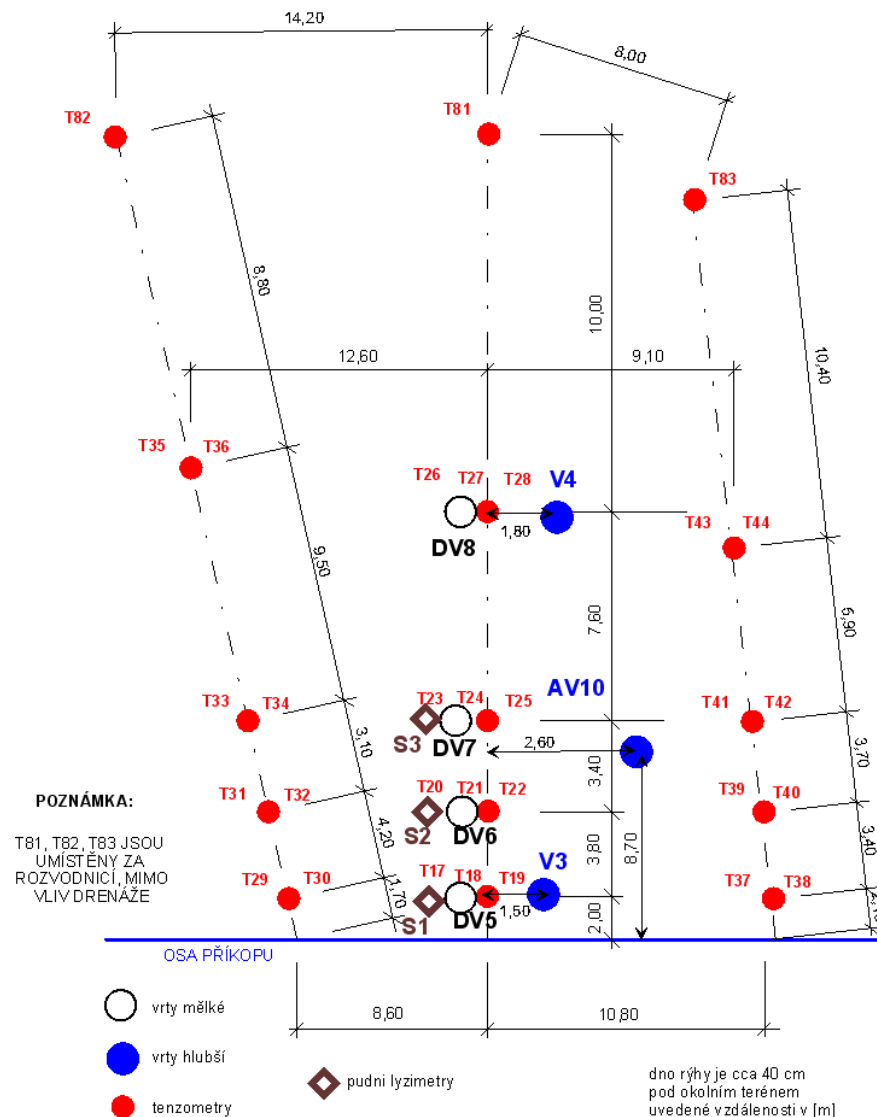 14,20
8,00
T82
T81
T83
8,80
10,00
10,40
12,60
9,10
T35 T36
T26 T27 T28 V4
1,80
DV8
T43 T44
9,50
7,60
6,90
T33 T34
T23 T24 T25
AV10
T41 T42
S3 DV7
2,60
3,10
3,40
3,70
POZNÁMKA:
T81, T82, T83 JSOU
UMÍSTĚNY ZA
ROZVODNICÍ, MIMO
VLIV DRENÁŽE
T31 T32
T20 T21 T22
T39 T40
S2 DV6
4,20
3,80
8,70
3,40
T29 T30
T17 T18 T19
V3
T37 T38
1,70
S1 DV5
1,50
2,00
OSA PŘÍKOPU
8,60
10,80
vrty mělké
vrty hlubší
tenzometry
pudni lyzimetry
dno rýhy je cca 40 cm
pod okolním terénem
uvedené vzdálenosti v [m]